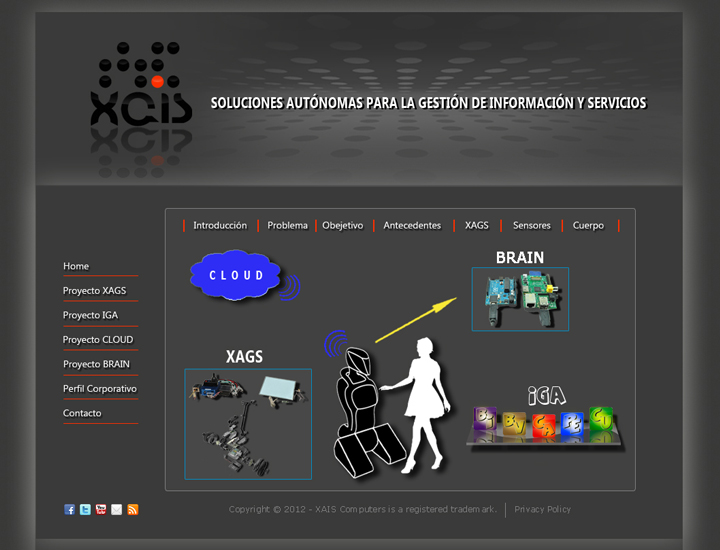 XAIS
SOLUCIONES AUTÓNOMAS PARA LA GESTIÓN DE INFORMACIÓN Y SERVICIOS
Introducción Problema Obejetivo Antecedentes XAGS Sensores Cuerpo
Home
Proyecto XAGS
Proyecto IGA
Proyecto CLOUD
Proyecto BRAIN
Perfil Corporativo
Contacto
CLOUD
BRAIN
XAGS
iGA
Copyright © 2012 - XAIS Computers is a registered trademark. Privacy Policy